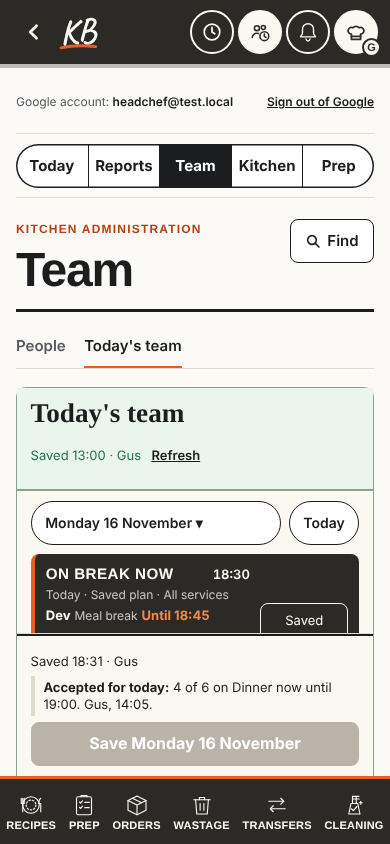 KB
G
Google account: headchef@test.local Sign out of Google
Today Reports Team Kitchen Prep
KITCHEN ADMINISTRATION
Find
Team
People Today's team
Today's team
Saved 13:00 · Gus Refresh
Monday 16 November ▾ Today
ON BREAK NOW 18:30
Today · Saved plan · All services
Dev Meal break Until 18:45
Saved
Saved 18:31 · Gus
Accepted for today: 4 of 6 on Dinner now until
19:00. Gus, 14:05.
Save Monday 16 November
RECIPES PREP ORDERS WASTAGE TRANSFERS CLEANING